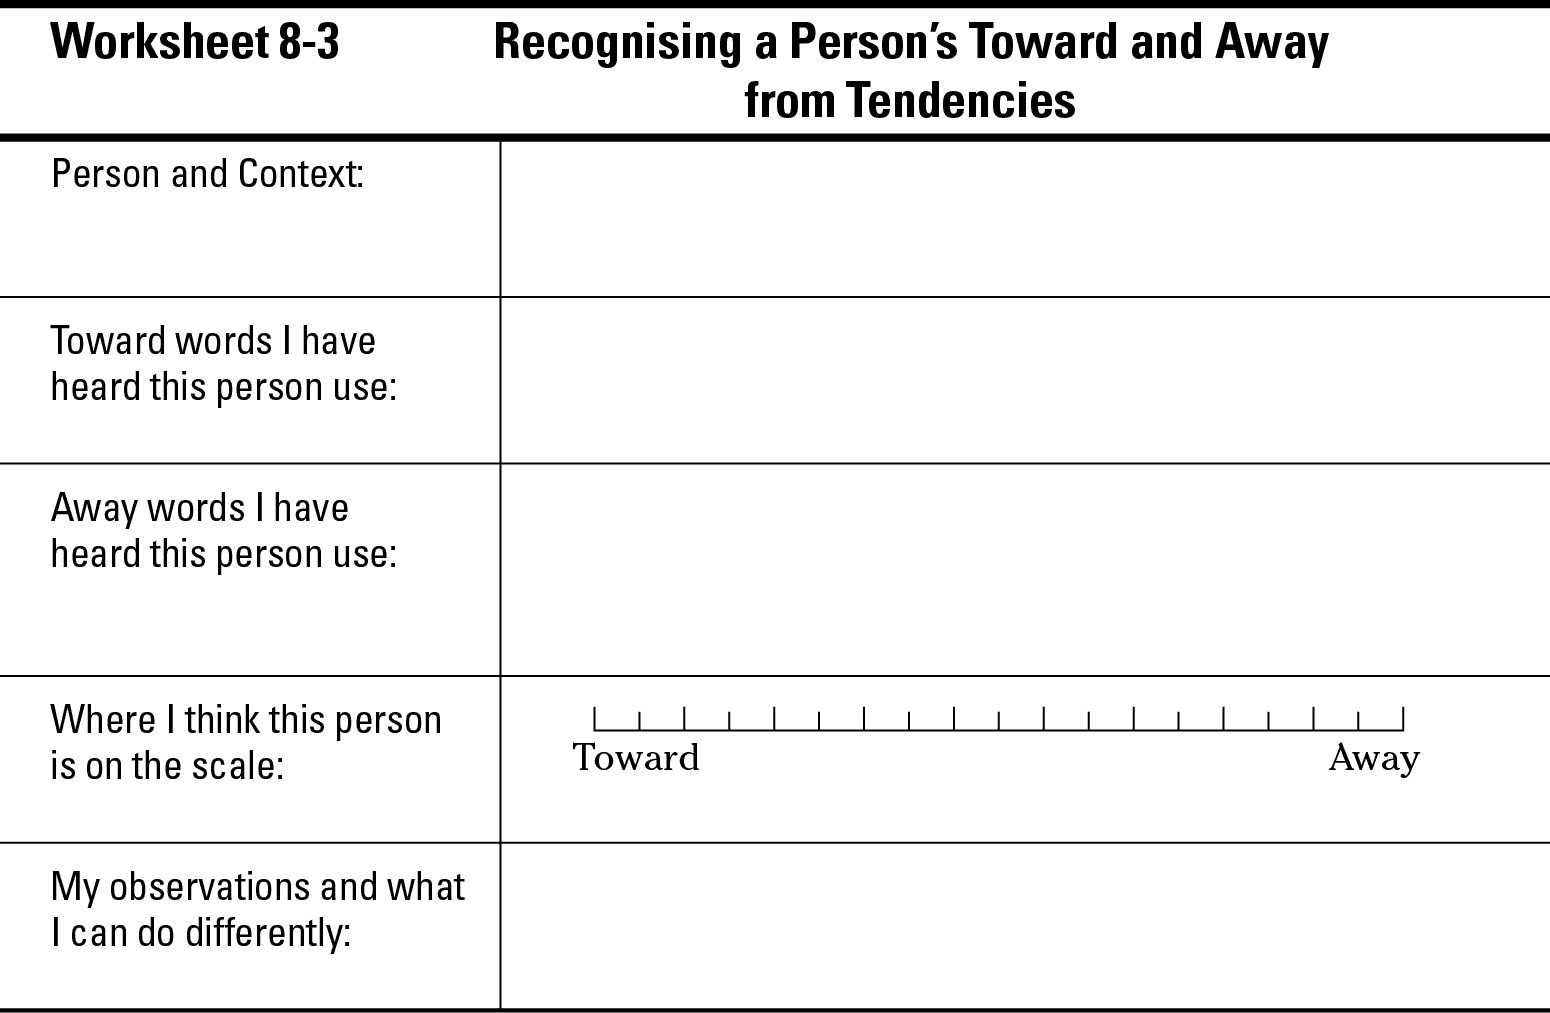 Worksheet 8-3
Recognising a Person’s Toward and Away
from Tendencies
Person and Context:
Toward words I have
heard this person use:
Away words I have
heard this person use:
Where I think this person
is on the scale:
Toward
Away
My observations and what
I can do differently: